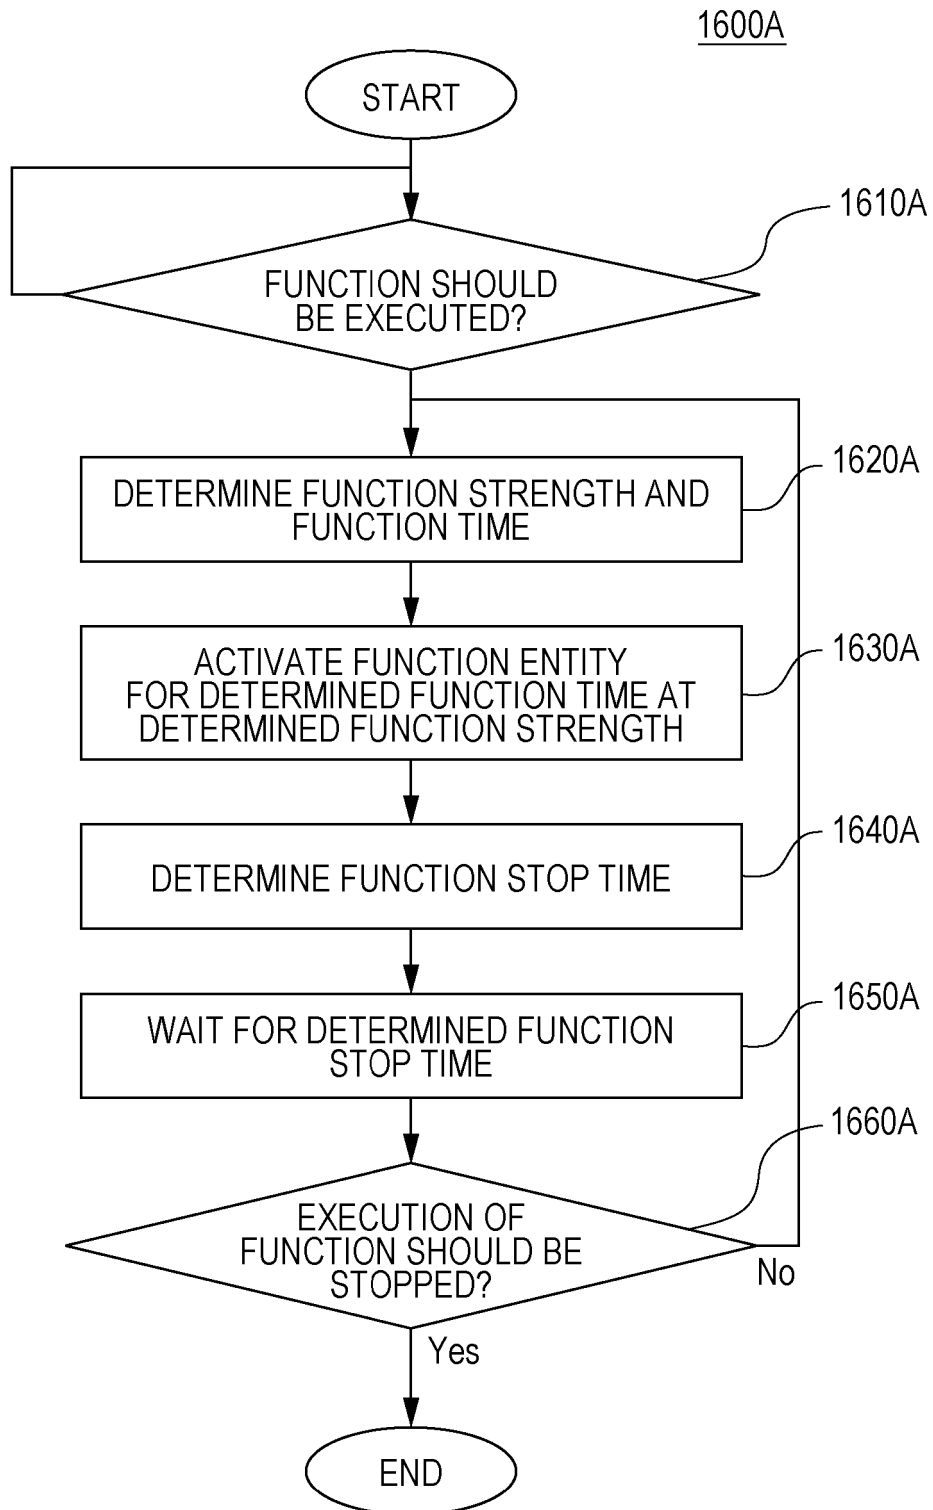 1600A
START
1610A
FUNCTION SHOULD
BE EXECUTED?
1620A
DETERMINE FUNCTION STRENGTH AND
FUNCTION TIME
1630A
ACTIVATE FUNCTION ENTITY
FOR DETERMINED FUNCTION TIME AT
DETERMINED FUNCTION STRENGTH
1640A
DETERMINE FUNCTION STOP TIME
1650A
WAIT FOR DETERMINED FUNCTION
STOP TIME
1660A
EXECUTION OF
FUNCTION SHOULD BE
STOPPED?
No
Yes
END